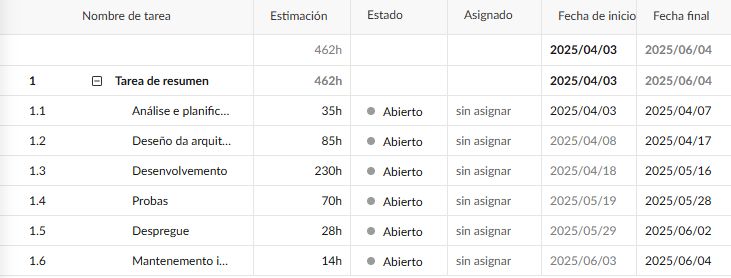 Nombre de tarea Estimación Estado Asignado Fecha de inicio Fecha final
462h 2025/04/03 2025/06/04
1 Tarea de resumen 462h 2025/04/03 2025/06/04
1.1 Análise e planific... 35h Abierto sin asignar 2025/04/03 2025/04/07
1.2 Deseño da arquit... 85h Abierto sin asignar 2025/04/08 2025/04/17
1.3 Desenvolvemento 230h Abierto sin asignar 2025/04/18 2025/05/16
1.4 Probas 70h Abierto sin asignar 2025/05/19 2025/05/28
1.5 Despregue 28h Abierto sin asignar 2025/05/29 2025/06/02
1.6 Mantenemento i... 14h Abierto sin asignar 2025/06/03 2025/06/04